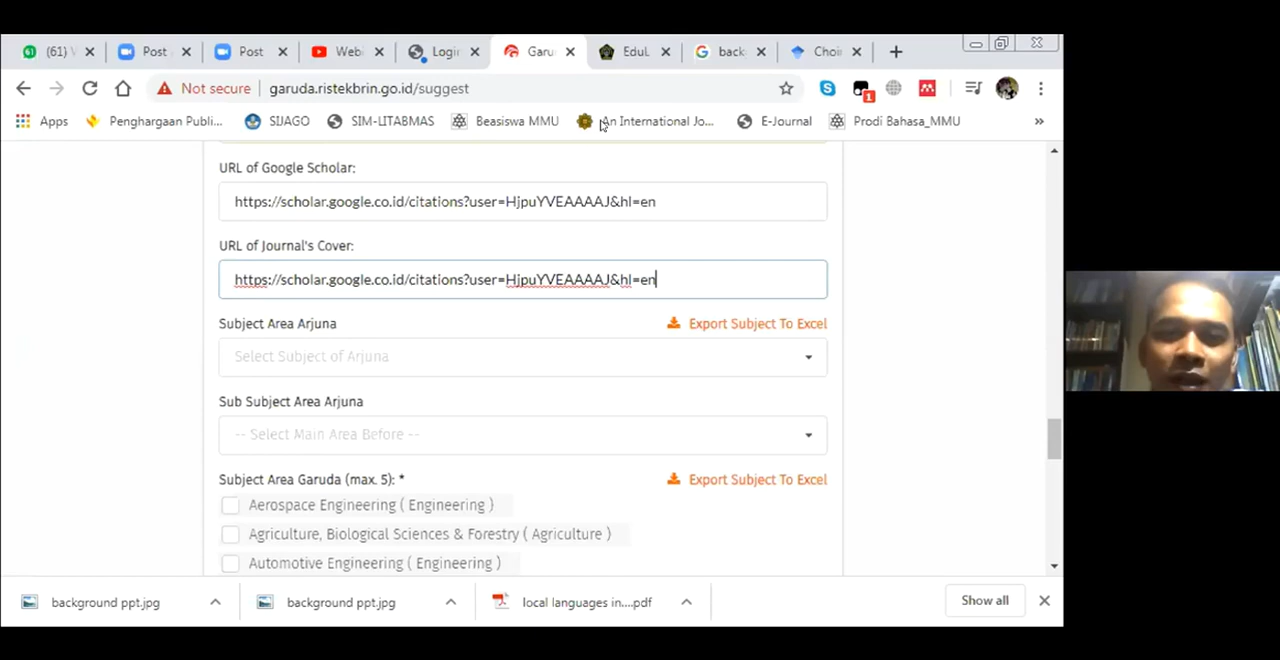 (61) Post Post Web Login Garu EduL back Choi
Not secure garuda.ristekbrin.go.id/suggest
1
Apps Penghargaan Publi... SIJAGO SIM-LITABMAS Beasiswa MMU An International Jo... E-Journal Prodi Bahasa_MMU »
URL of Google Scholar:
https://scholar.google.co.id/citations?user=HjpuYVEAAAAJ&hl=en
URL of Journal's Cover:
https://scholar.google.co.id/citations?user=HjpuYVEAAAAJ&hl=en
Subject Area Arjuna Export Subject To Excel
Select Subject of Arjuna
Sub Subject Area Arjuna
-- Select Main Area Before --
Subject Area Garuda (max. 5): * Export Subject To Excel
Aerospace Engineering ( Engineering )
Agriculture, Biological Sciences & Forestry ( Agriculture )
Automotive Engineering ( Engineering )
background ppt.jpg background ppt.jpg local languages in....pdf Show all